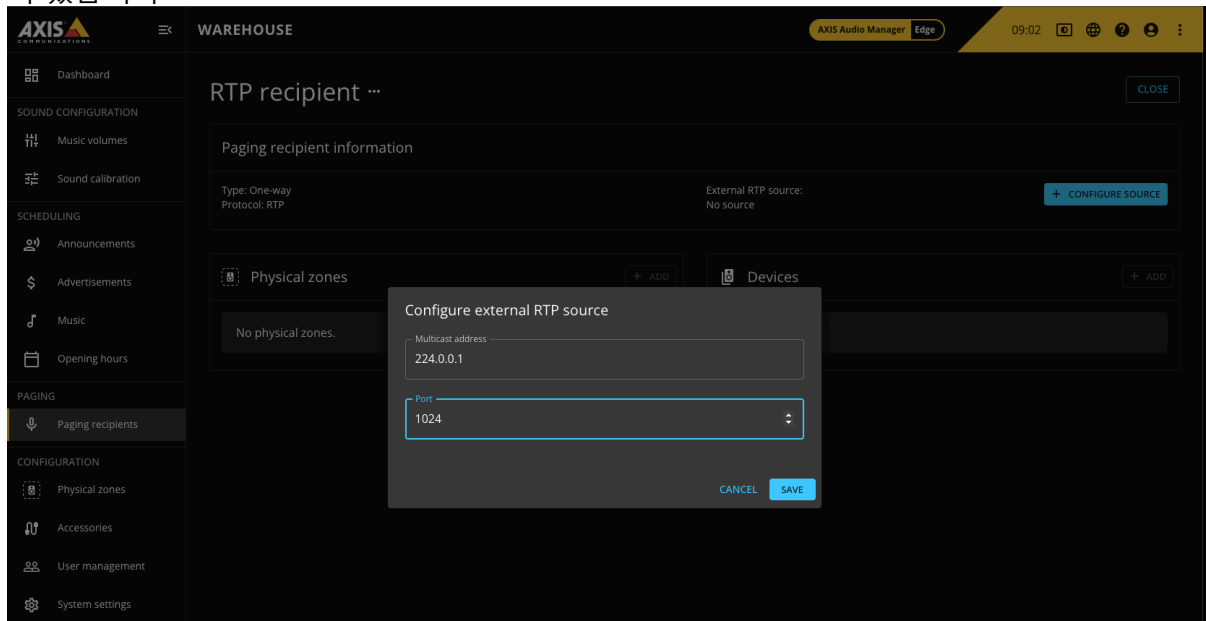 AXIS
COMMUNICATIONS
WAREHOUSE
AXIS Audio Manager Edge
09:02
Dashboard
SOUND CONFIGURATION
Music volumes
Sound calibration
SCHEDULING
Announcements
Advertisements
Music
Opening hours
PAGING
Paging recipients
CONFIGURATION
Physical zones
Accessories
User management
System settings
RTP recipient ···
CLOSE
Paging recipient information
Type: One-way
Protocol: RTP
External RTP source:
No source
+ CONFIGURE SOURCE
Physical zones
+ ADD
No physical zones.
Devices
+ ADD
Configure external RTP source
Multicast address
224.0.0.1
Port
1024
CANCEL
SAVE